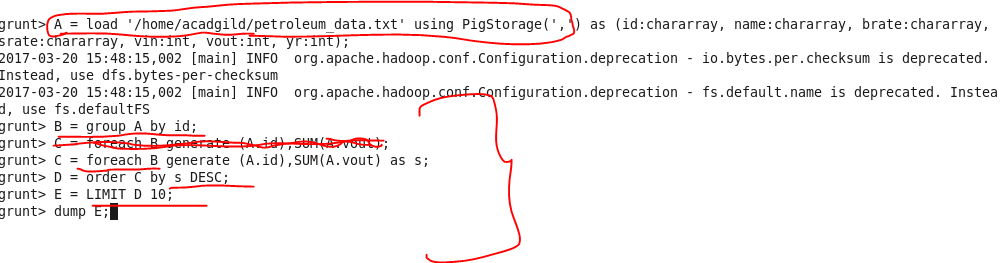 grunt> A = load '/home/acadgild/petroleum_data.txt' using PigStorage(',') as (id:chararray, name:chararray, brate:chararray,
srate:chararray, vin:int, vout:int, yr:int);
2017-03-20 15:48:15,002 [main] INFO  org.apache.hadoop.conf.Configuration.deprecation - io.bytes.per.checksum is deprecated.
Instead, use dfs.bytes-per-checksum
2017-03-20 15:48:15,002 [main] INFO  org.apache.hadoop.conf.Configuration.deprecation - fs.default.name is deprecated. Instea
d, use fs.defaultFS
grunt> B = group A by id;
grunt> C = foreach B generate (A.id),SUM(A.vout);
grunt> C = foreach B generate (A.id),SUM(A.vout) as s;
grunt> D = order C by s DESC;
grunt> E = LIMIT D 10;
grunt> dump E;